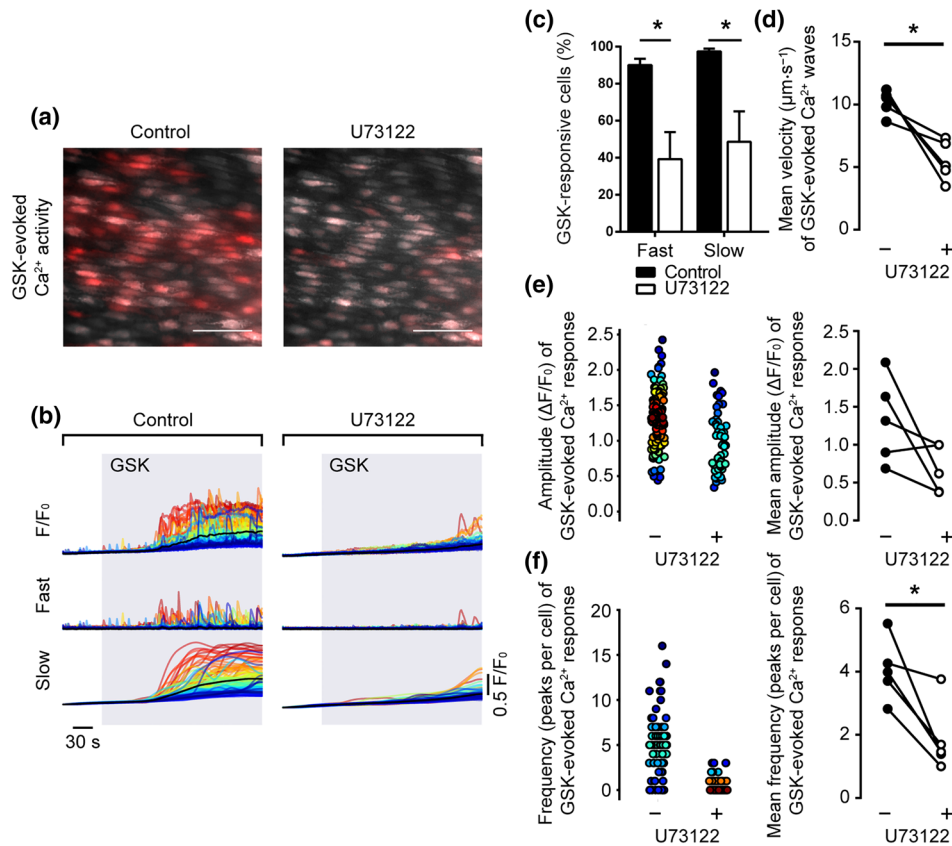 (a)
Control
U73122
GSK-evoked
Ca²⁺ activity
(b)
Control
U73122
GSK
GSK
F/F₀
Fast
Slow
0.5 F/F₀
30 s
(c)
GSK-responsive cells (%)
100
80
60
40
20
0
*
*
Fast
Slow
Control
U73122
(d)
Mean velocity (μm·s⁻¹)
of GSK-evoked Ca²⁺ waves
15
10
5
0
*
− +
U73122
(e)
Amplitude (ΔF/F₀) of
GSK-evoked Ca²⁺ response
2.5
2.0
1.5
1.0
0.5
0.0
− +
U73122
Mean amplitude (ΔF/F₀) of
GSK-evoked Ca²⁺ response
2.5
2.0
1.5
1.0
0.5
0.0
− +
U73122
(f)
Frequency (peaks per cell) of
GSK-evoked Ca²⁺ response
20
15
10
5
0
− +
U73122
Mean frequency (peaks per cell) of
GSK-evoked Ca²⁺ response
6
4
2
0
*
− +
U73122